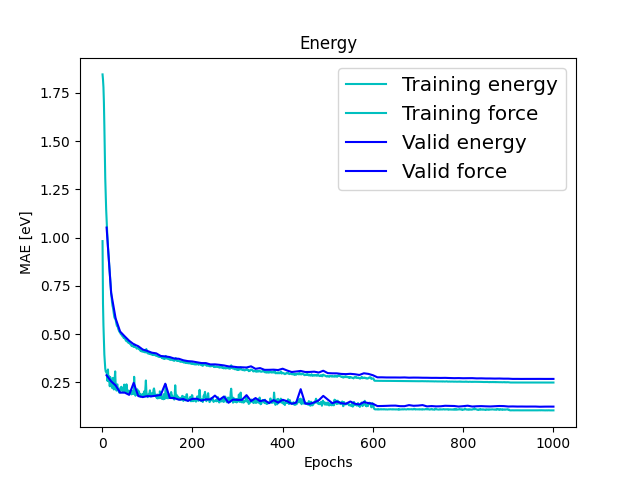 Energy
Training energy
Training force
Valid energy
Valid force
1.75
1.50
1.25
1.00
0.75
0.50
0.25
MAE [eV]
0 200 400 600 800 1000
Epochs